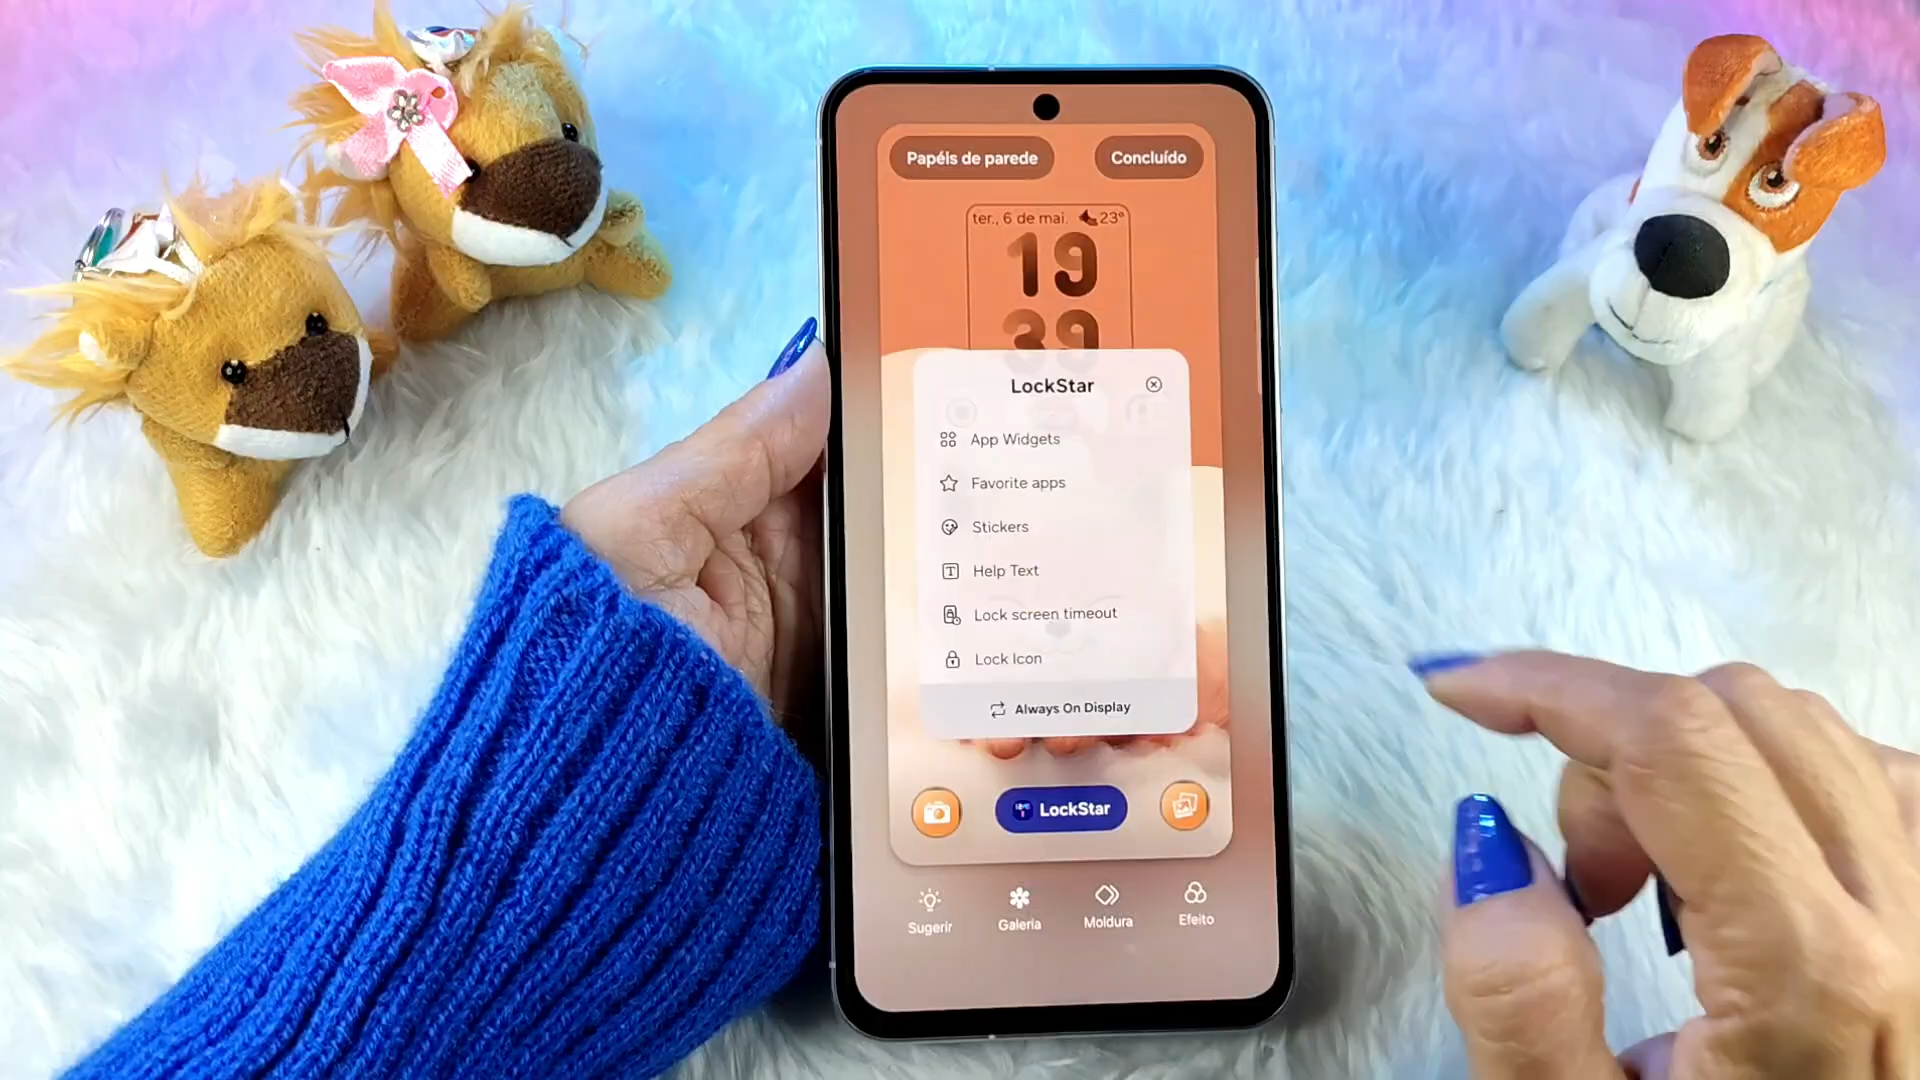 Papéis de parede
Concluído
ter., 6 de mai. 23°
19
39
LockStar
App Widgets
Favorite apps
Stickers
Help Text
Lock screen timeout
Lock Icon
Always On Display
LockStar
Sugerir
Galeria
Moldura
Efeito